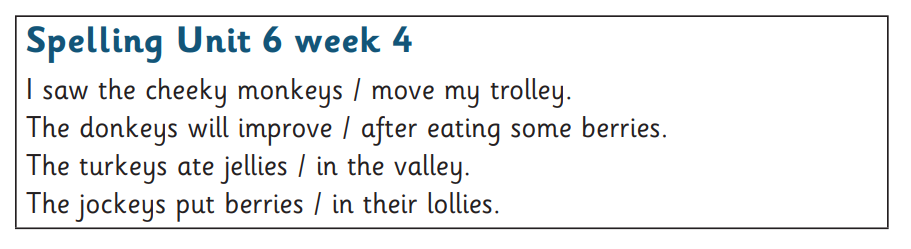 Spelling Unit 6 week 4
I saw the cheeky monkeys / move my trolley.
The donkeys will improve / after eating some berries.
The turkeys ate jellies / in the valley.
The jockeys put berries / in their lollies.